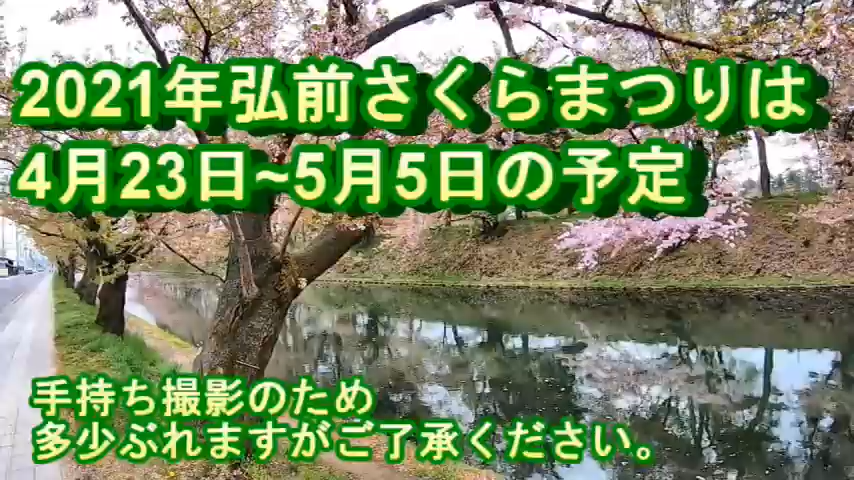 2021年弘前さくらまつりは
4月23日~5月5日の予定
手持ち撮影のため
多少ぶれますがご了承ください。